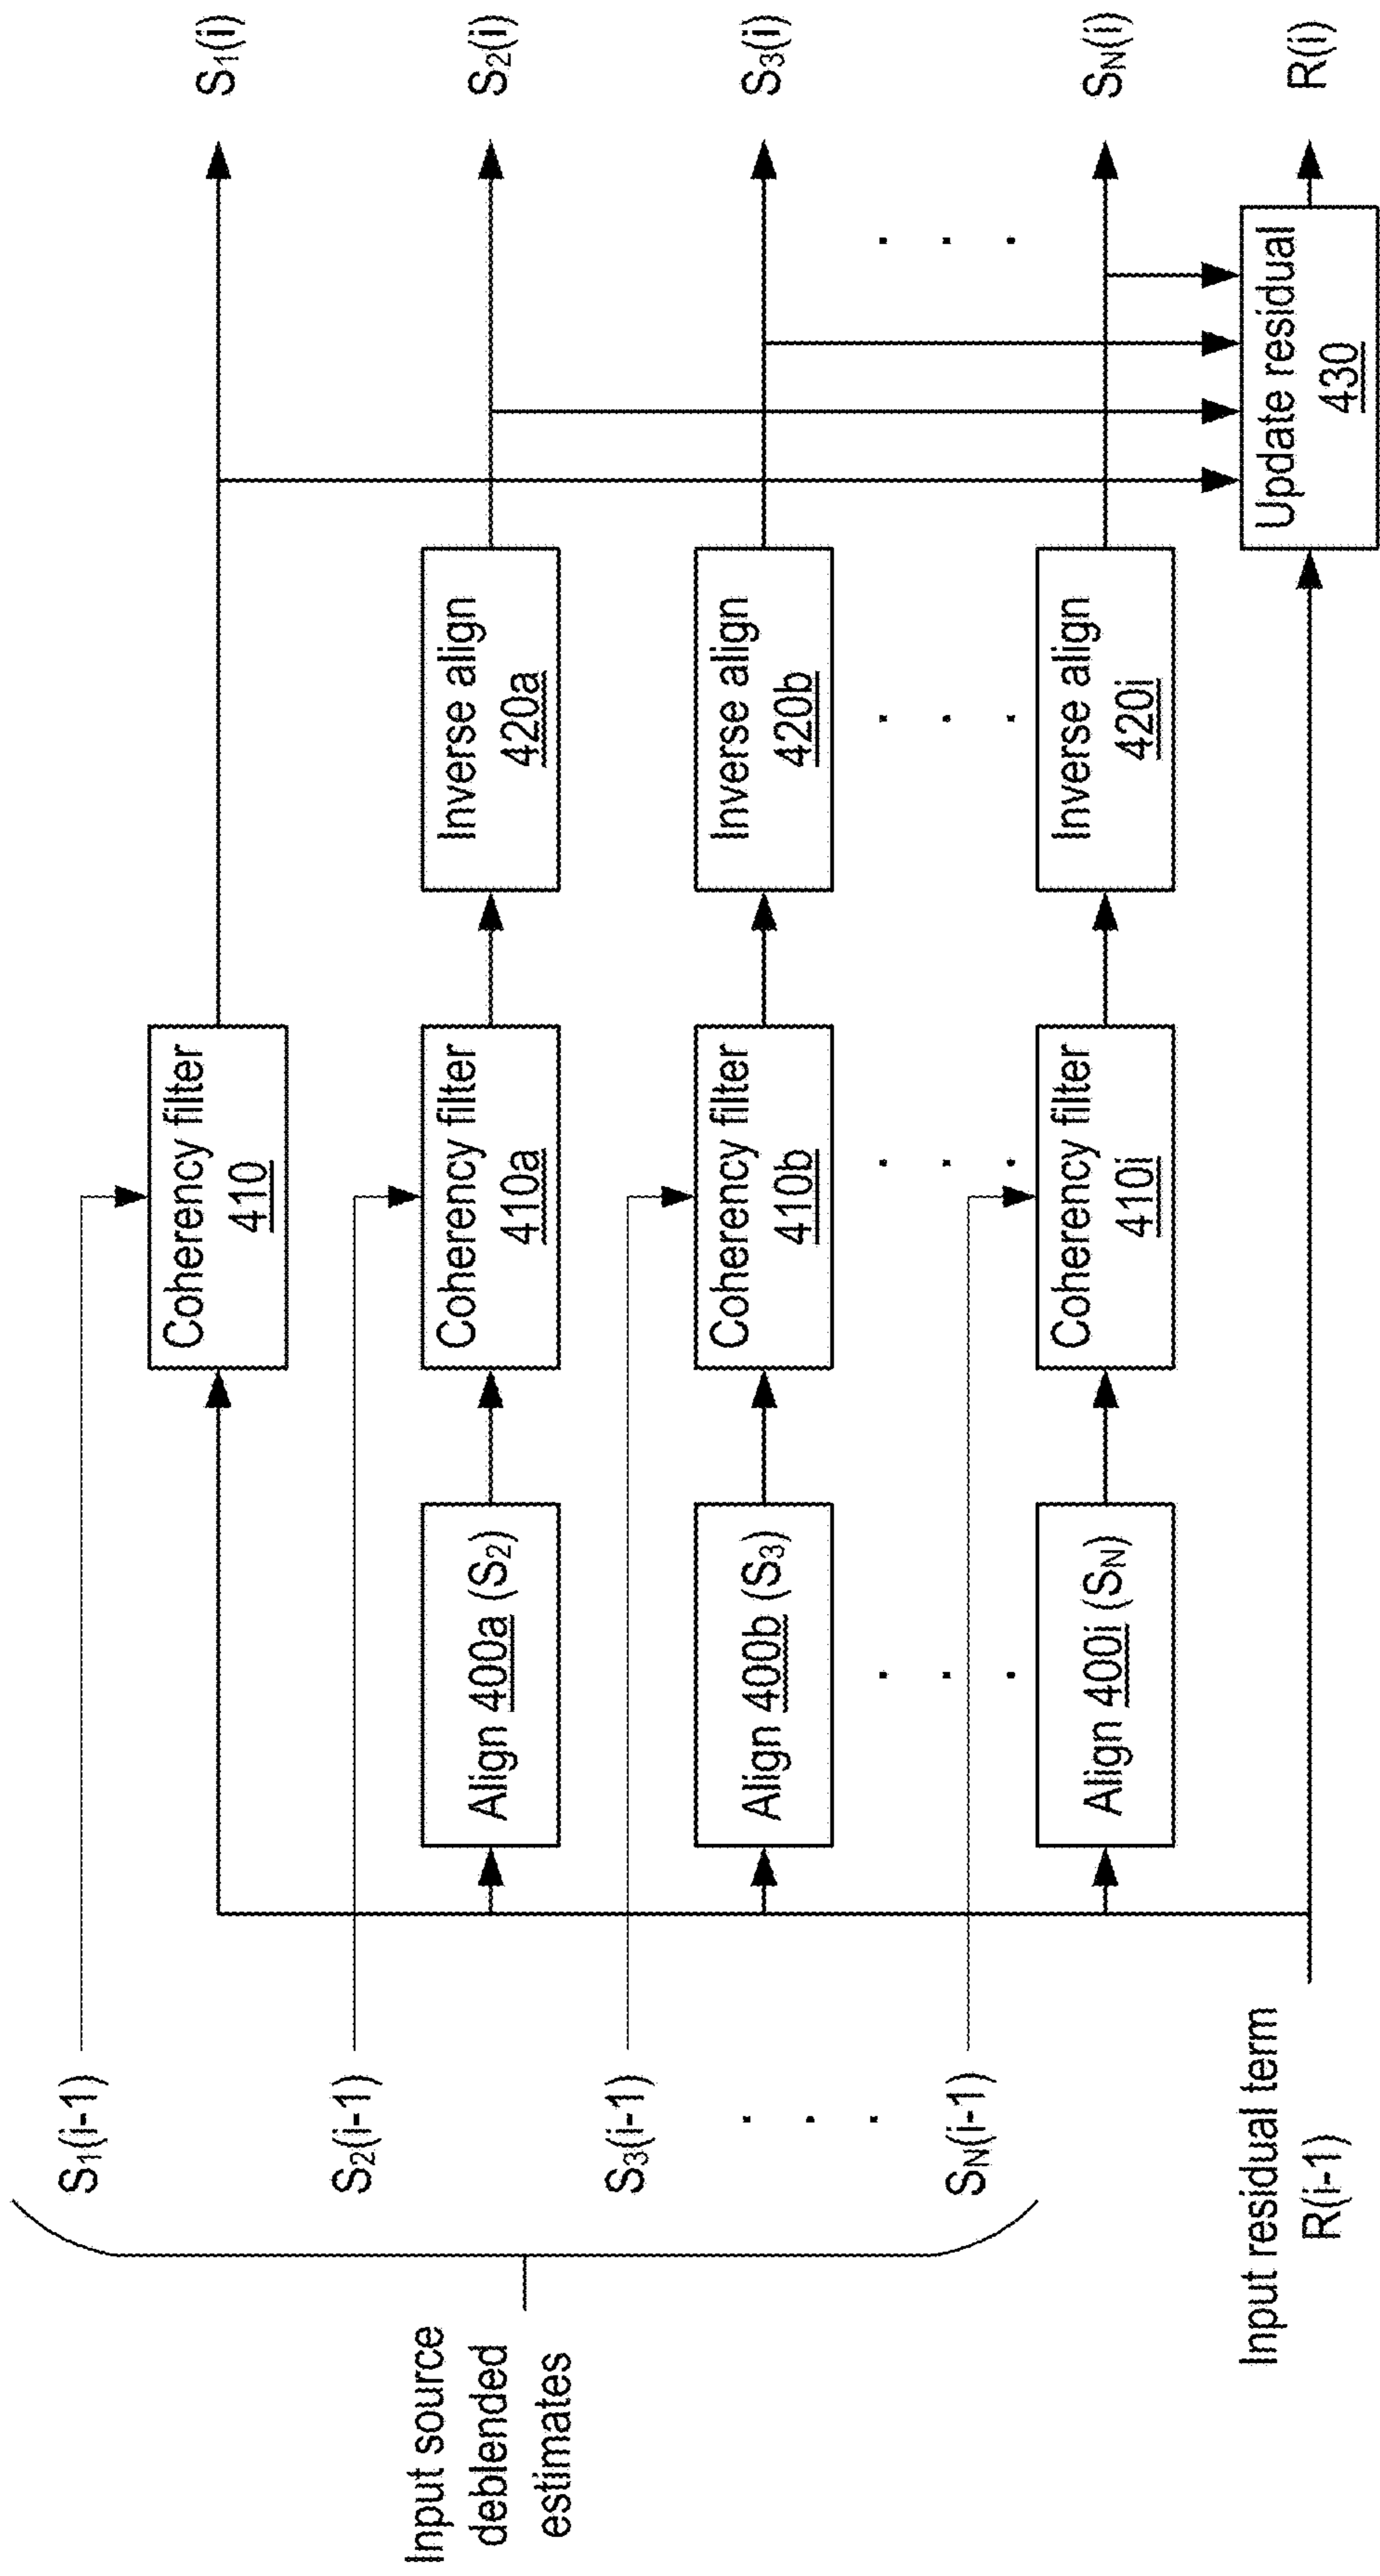 S1(i-1)
Coherency filter
410
S1(i)
S2(i-1)
Align 400a (S2)
Coherency filter
410a
Inverse align
420a
S2(i)
Input source
deblended
estimates
S3(i-1)
Align 400b (S3)
Coherency filter
410b
Inverse align
420b
S3(i)
SN(i-1)
Align 400i (SN)
Coherency filter
410i
Inverse align
420i
SN(i)
Input residual term
R(i-1)
Update residual
430
R(i)